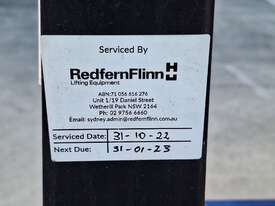 Serviced By
RedfernFlinn
Lifting Equipment
ABN:71 056 616 276
Unit 1/19 Daniel Street
Wetherill Park NSW 2164
Ph: 02 9756 6660
Email: sydney.admin@redfernflinn.com.au
Serviced Date: 31-10-22
Next Due: 31-01-23